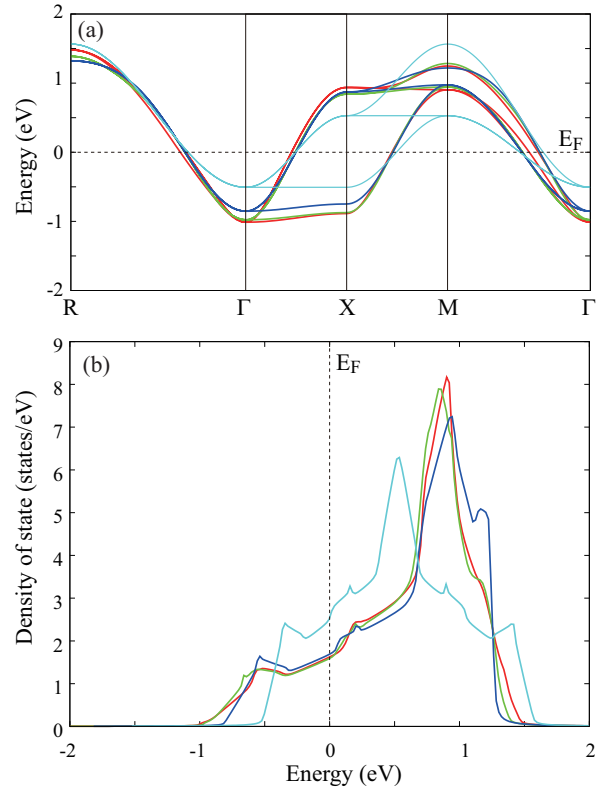 (a)
2
1
0
-1
-2
Energy (eV)
E_F
R Γ X M Γ
(b)
9
8
7
6
5
4
3
2
1
0
Density of state (states/eV)
E_F
-2 -1 0 1 2
Energy (eV)